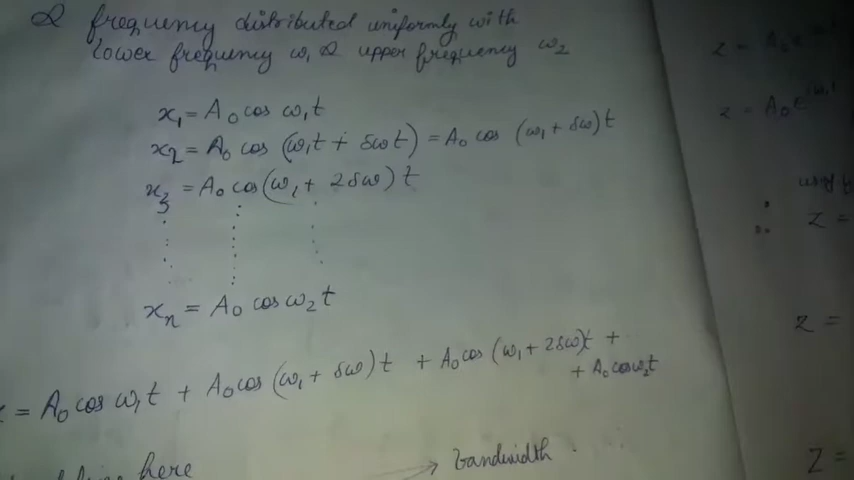 & frequency distributed uniformly with
lower frequency ω₁ & upper frequency ω₂
x₁ = A₀ cos ω₁t
x₂ = A₀ cos (ω₁t + δωt) = A₀ cos (ω₁ + δω)t
x₃ = A₀ cos(ω₁ + 2δω)t
xₙ = A₀ cos ω₂t
= A₀ cos ω₁t + A₀ cos (ω₁ + δω)t + A₀ cos (ω₁ + 2δω)t +
+ A₀ cos ω₂t
here
→ bandwidth
z = A₀
z = A₀e
∴ z =
z =
z =